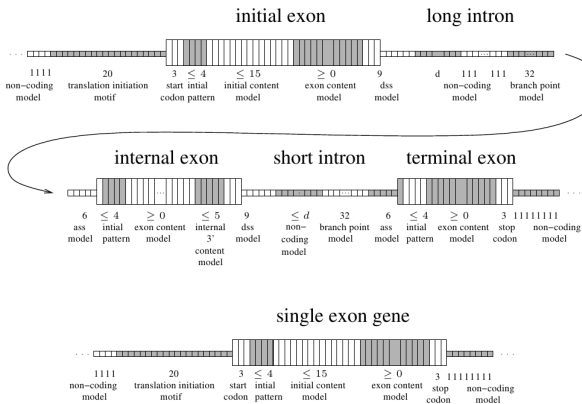 initial exon long intron
1111 20 3 ≤ 4 ≤ 15 ≥ 0 9 d 111 111 32
non-coding translation initiation start intial initial content exon content dss non-coding branch point model
model motif codon pattern model model model model
internal exon short intron terminal exon
6 ≤ 4 ≥ 0 ≤ 5 9 ≤ d 32 6 ≤ 4 ≥ 0 3 11111111
ass intial exon content internal dss non- branch point ass intial exon content stop non-coding
model pattern model 3' model coding model model pattern model codon model
content model
model
single exon gene
1111 20 3 ≤ 4 ≤ 15 ≥ 0 3 11111111
non-coding translation initiation start intial initial content exon content stop non-coding
model motif codon pattern model model codon model